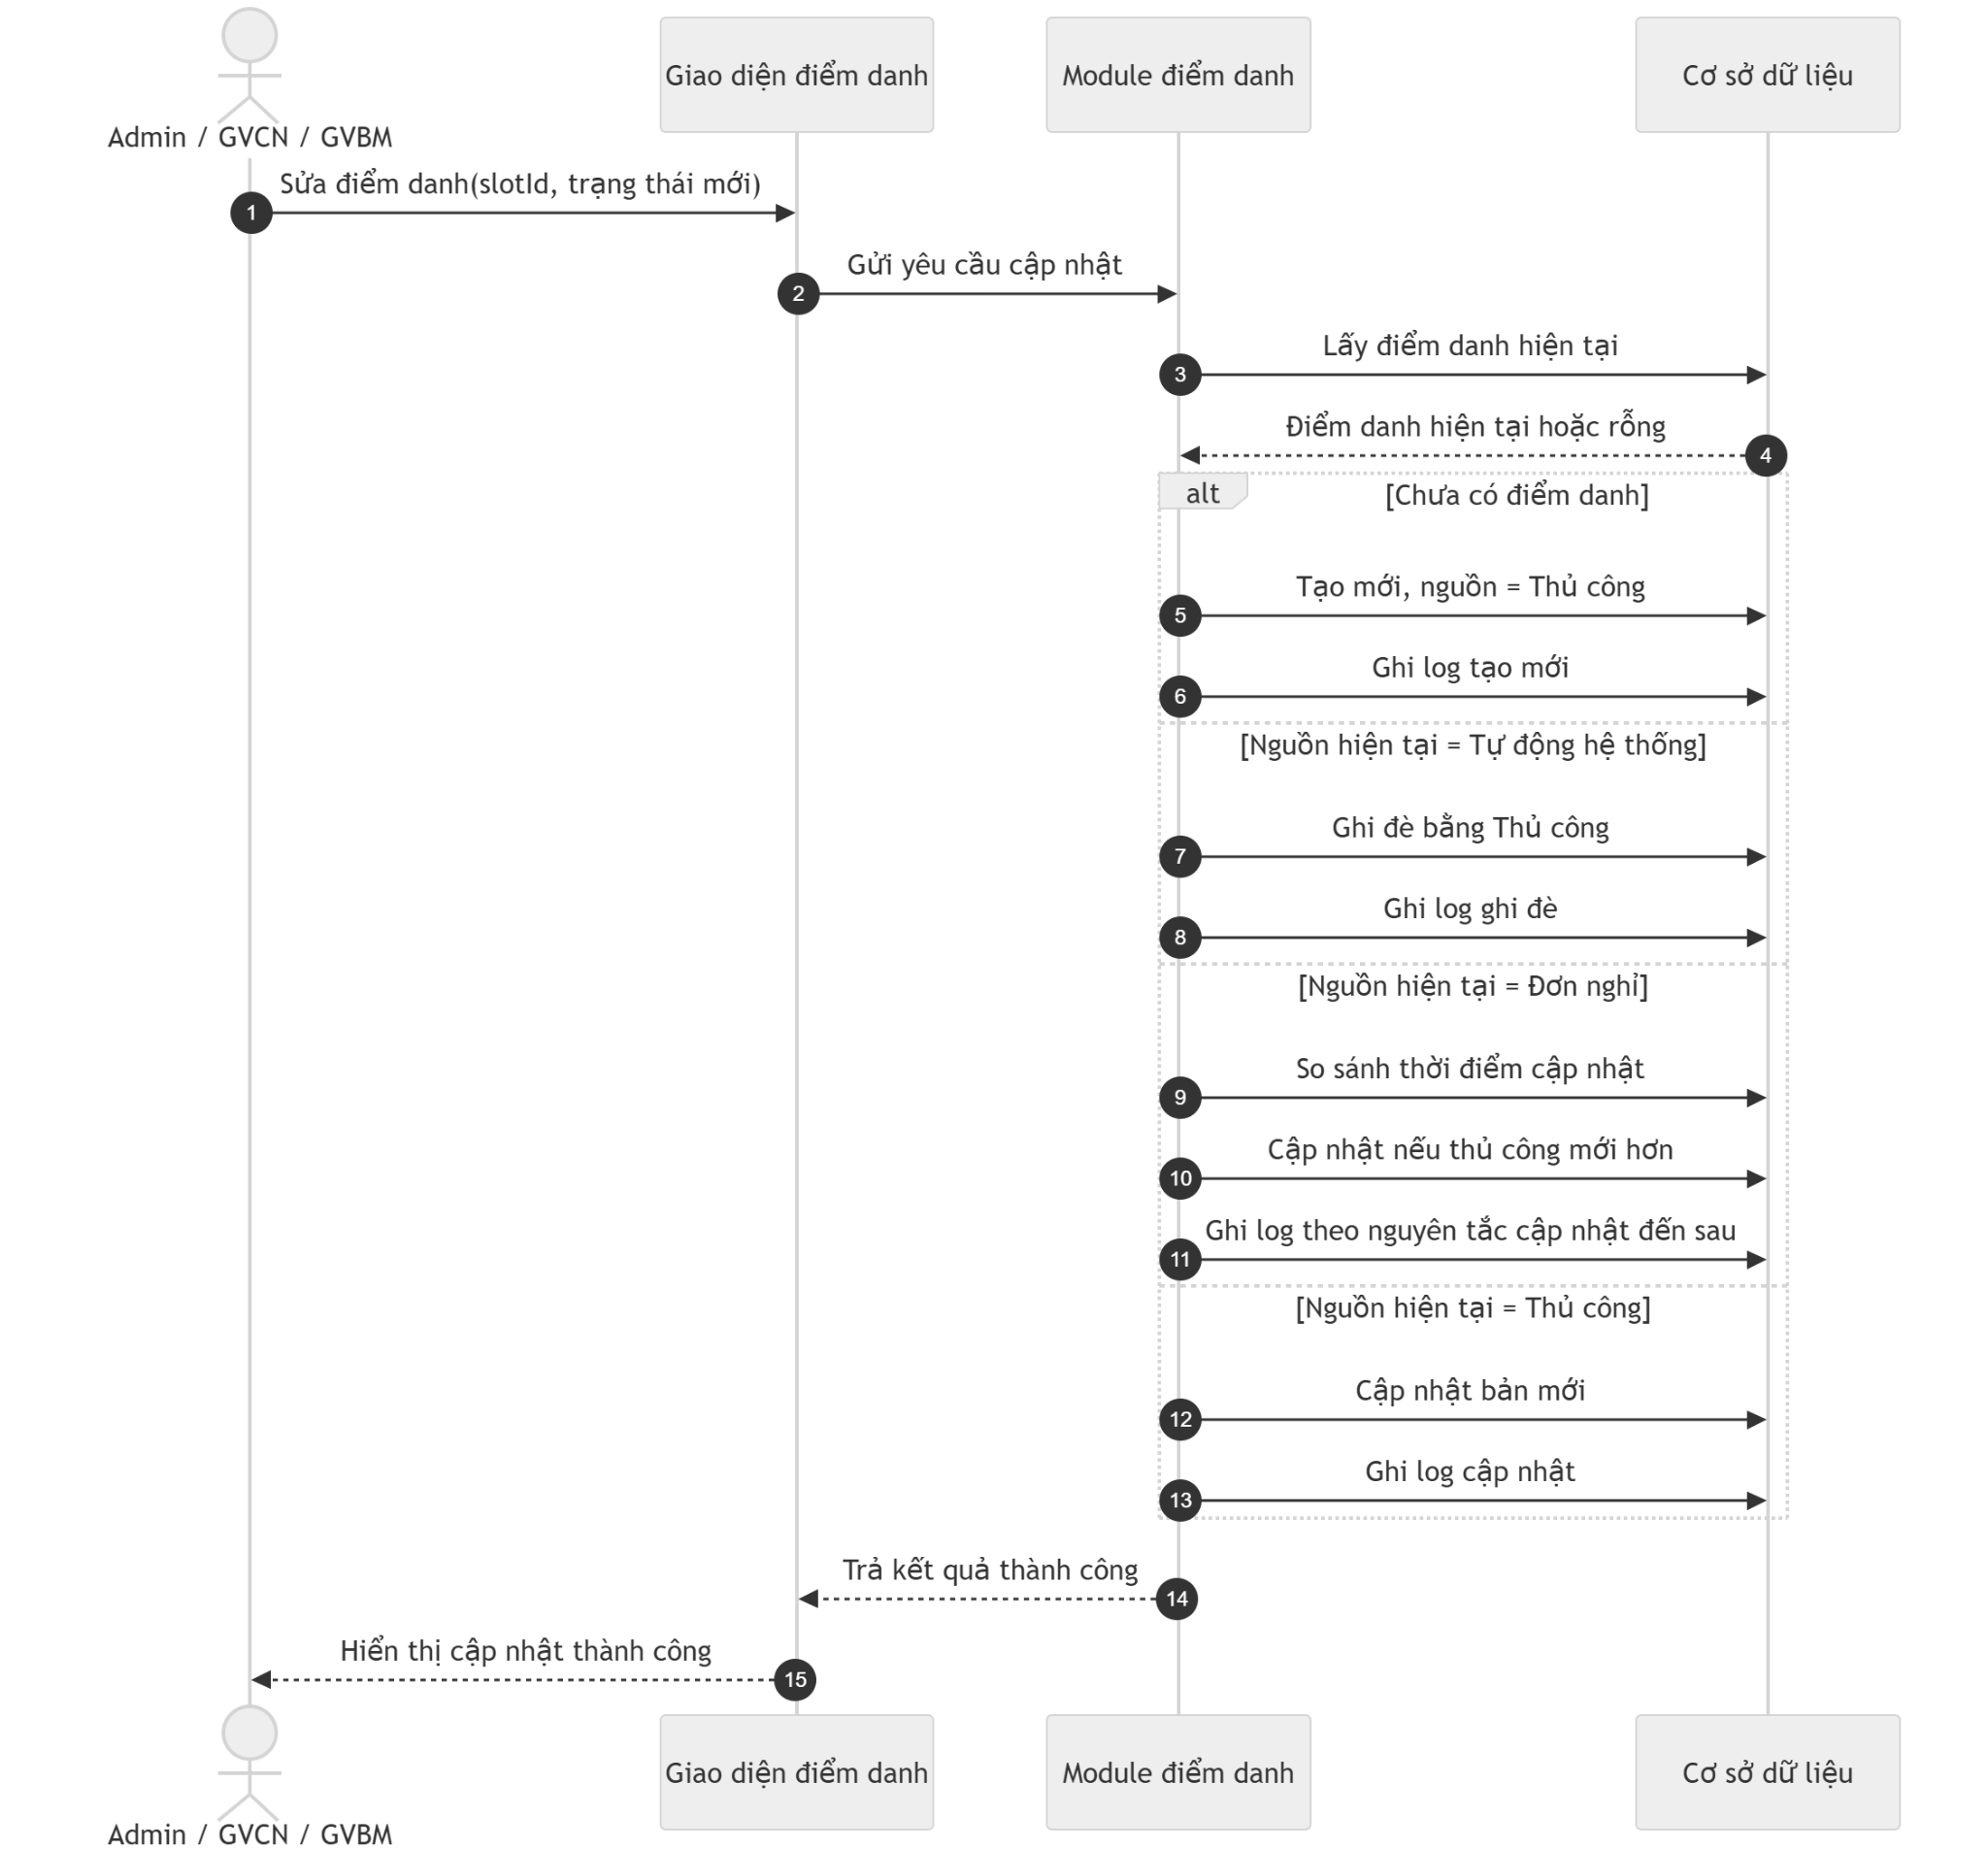 Giao diện điểm danh
Module điểm danh
Cơ sở dữ liệu
Admin / GVCN / GVBM
Sửa điểm danh(slotId, trạng thái mới)
1
Gửi yêu cầu cập nhật
2
Lấy điểm danh hiện tại
3
Điểm danh hiện tại hoặc rỗng
4
alt
[Chưa có điểm danh]
Tạo mới, nguồn = Thủ công
5
Ghi log tạo mới
6
[Nguồn hiện tại = Tự động hệ thống]
Ghi đè bằng Thủ công
7
Ghi log ghi đè
8
[Nguồn hiện tại = Đơn nghỉ]
So sánh thời điểm cập nhật
9
Cập nhật nếu thủ công mới hơn
10
Ghi log theo nguyên tắc cập nhật đến sau
11
[Nguồn hiện tại = Thủ công]
Cập nhật bản mới
12
Ghi log cập nhật
13
Trả kết quả thành công
14
Hiển thị cập nhật thành công
15
Giao diện điểm danh
Module điểm danh
Cơ sở dữ liệu
Admin / GVCN / GVBM